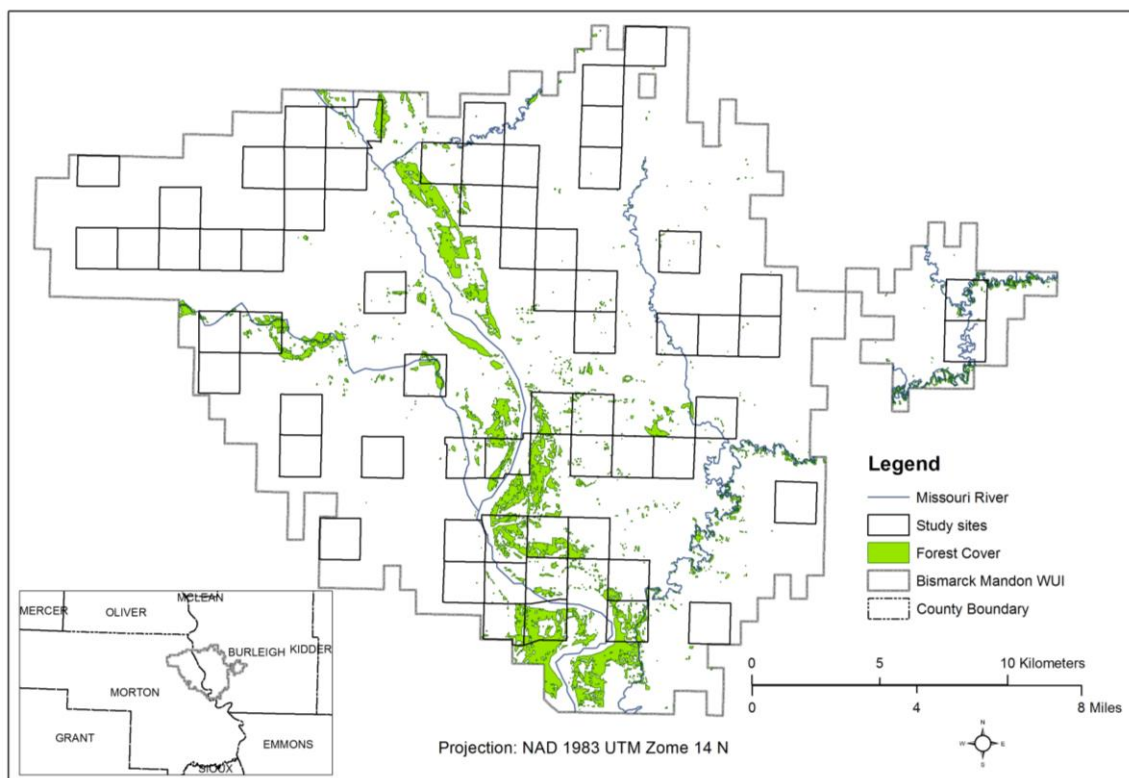 Legend
Missouri River
Study sites
Forest Cover
Bismarck Mandon WUI
County Boundary
0 5 10 Kilometers
0 4 8 Miles
N
W E
S
Projection: NAD 1983 UTM Zome 14 N
MCLEAN
MERCER OLIVER
BURLEIGH KIDDER
MORTON
GRANT EMMONS
SIOUX